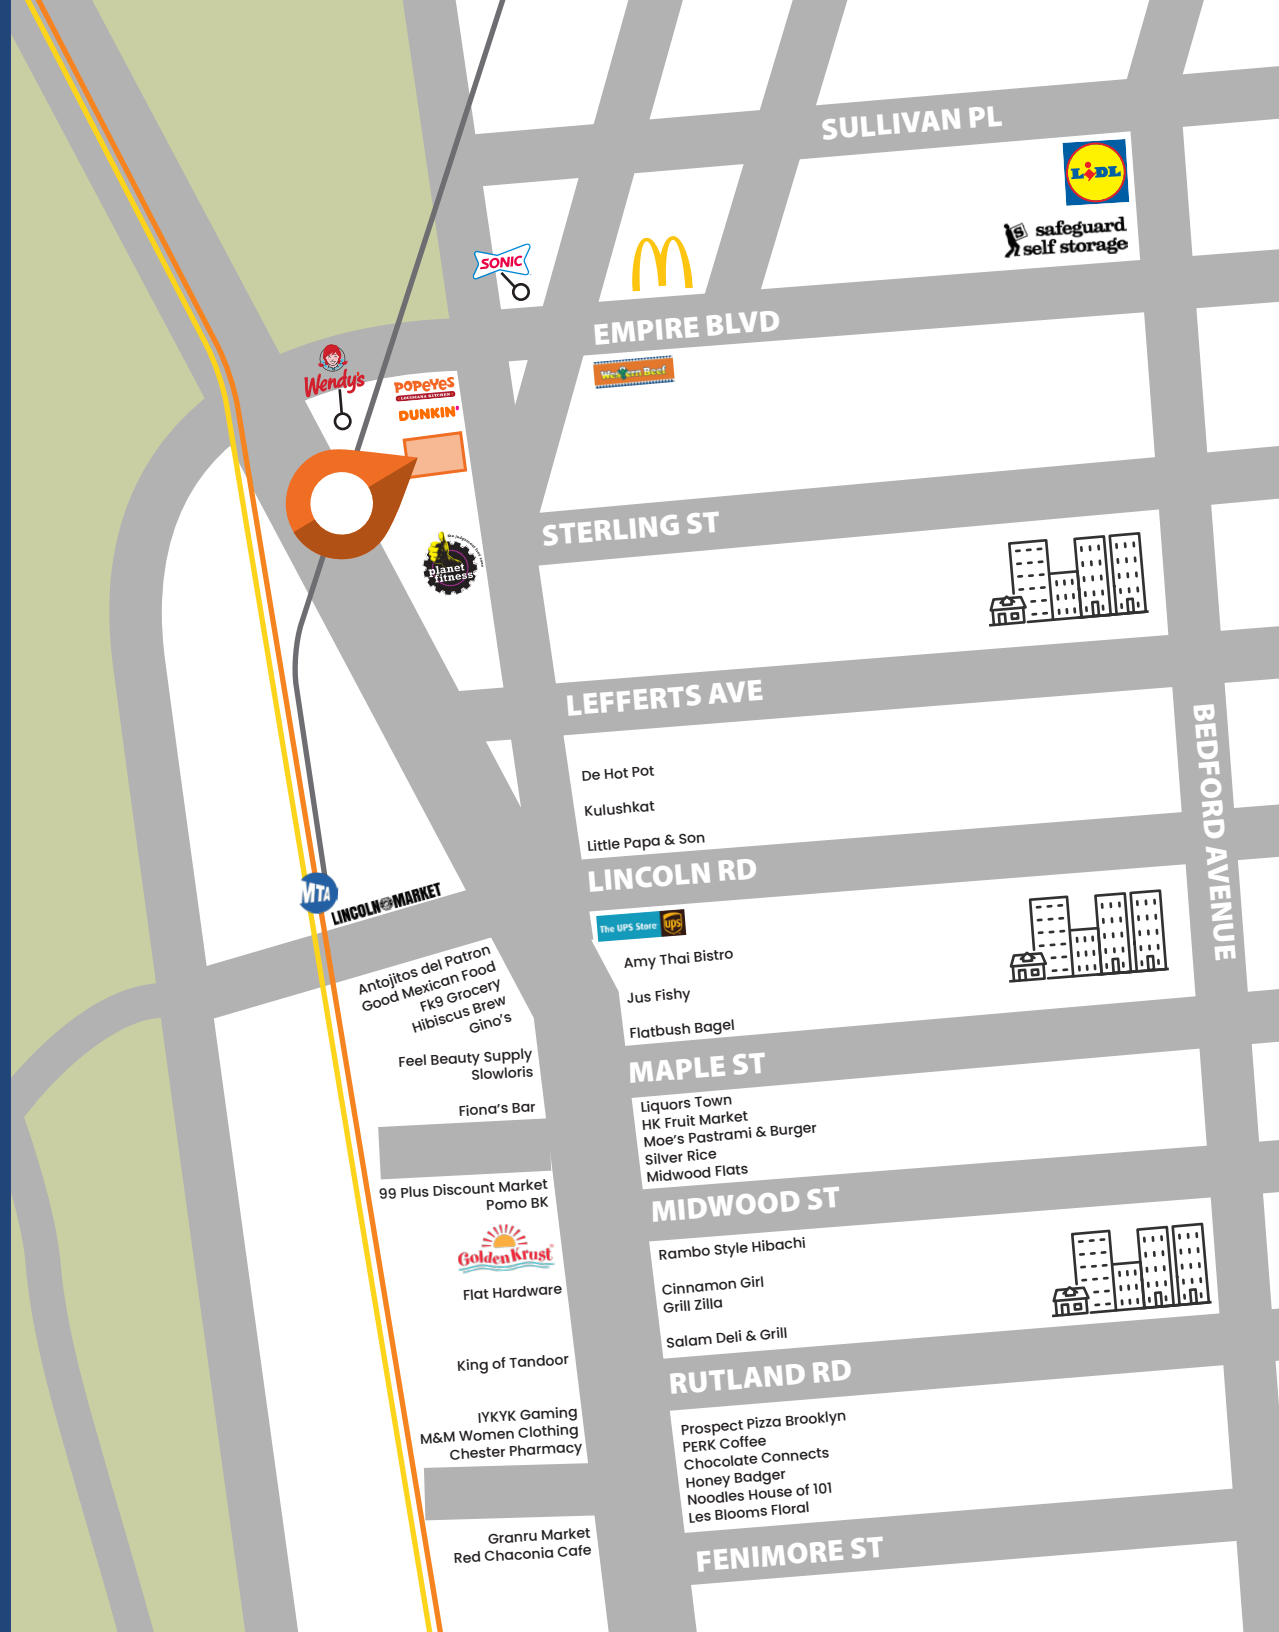 SULLIVAN PL
LIDL
safeguard
self storage
SONIC
EMPIRE BLVD
Wendy's
POPEYES
LOUISIANA KITCHEN
DUNKIN'
Western Beef
STERLING ST
planet
fitness
LEFFERTS AVE
BEDFORD AVENUE
De Hot Pot
Kulushkat
Little Papa & Son
LINCOLN RD
MTA
LINCOLN MARKET
The UPS Store
ups
Amy Thai Bistro
Jus Fishy
Flatbush Bagel
Antojitos del Patron
Good Mexican Food
Fk9 Grocery
Hibiscus Brew
Gino's
Feel Beauty Supply
Slowloris
Fiona's Bar
MAPLE ST
Liquors Town
HK Fruit Market
Moe's Pastrami & Burger
Silver Rice
Midwood Flats
99 Plus Discount Market
Pomo BK
MIDWOOD ST
Golden Krust
Flat Hardware
Rambo Style Hibachi
Cinnamon Girl
Grill Zilla
Salam Deli & Grill
King of Tandoor
RUTLAND RD
IYKYK Gaming
M&M Women Clothing
Chester Pharmacy
Prospect Pizza Brooklyn
PERK Coffee
Chocolate Connects
Honey Badger
Noodles House of 101
Les Blooms Floral
Granru Market
Red Chaconia Cafe
FENIMORE ST